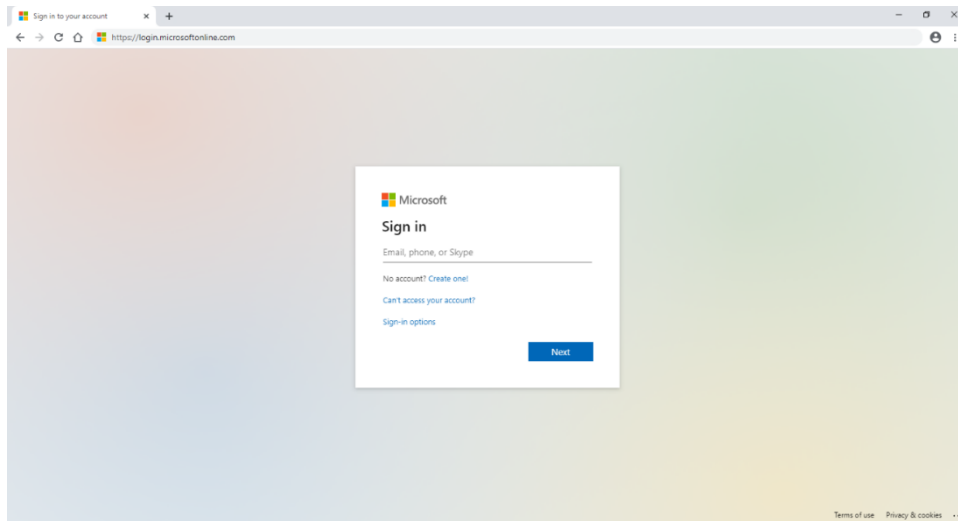 Sign in to your account
https://login.microsoftonline.com
Microsoft
Sign in
Email, phone, or Skype
No account? Create one!
Can't access your account?
Sign-in options
Next
Terms of use Privacy & cookies